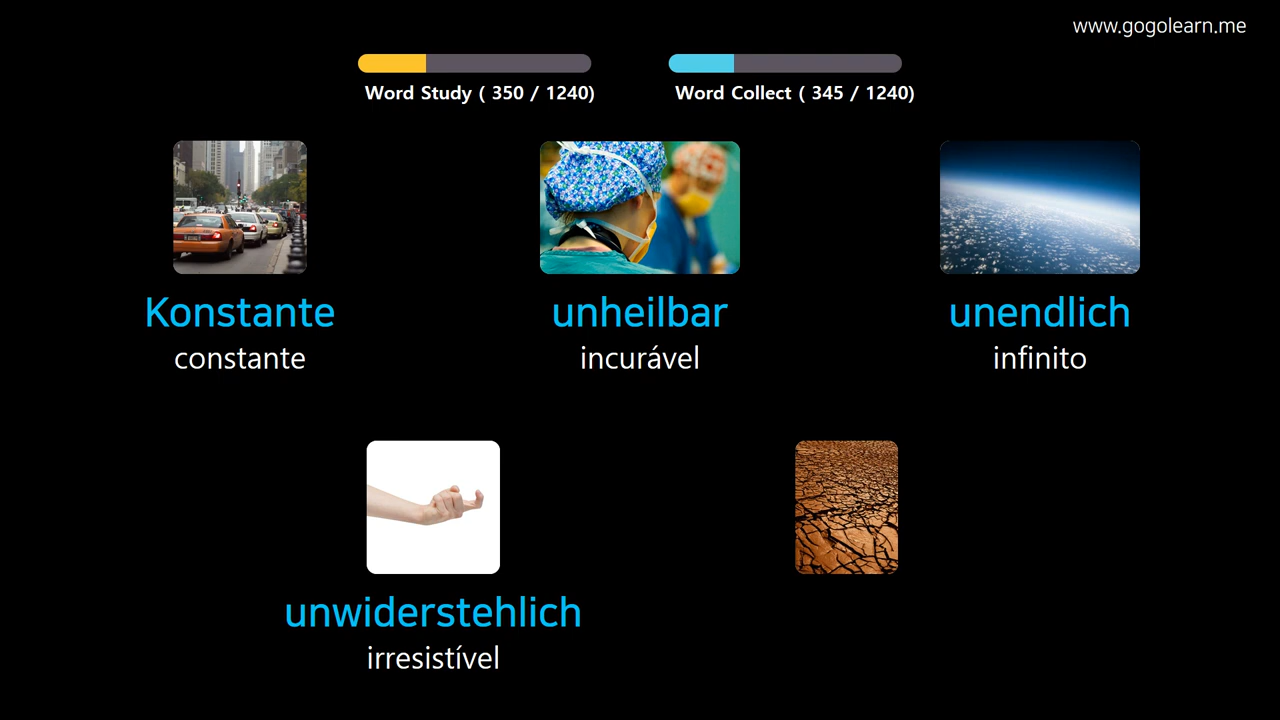 www.gogolearn.me
Word Study ( 350 / 1240)
Word Collect ( 345 / 1240)
Konstante
constante
unheilbar
incurável
unendlich
infinito
unwiderstehlich
irresistível